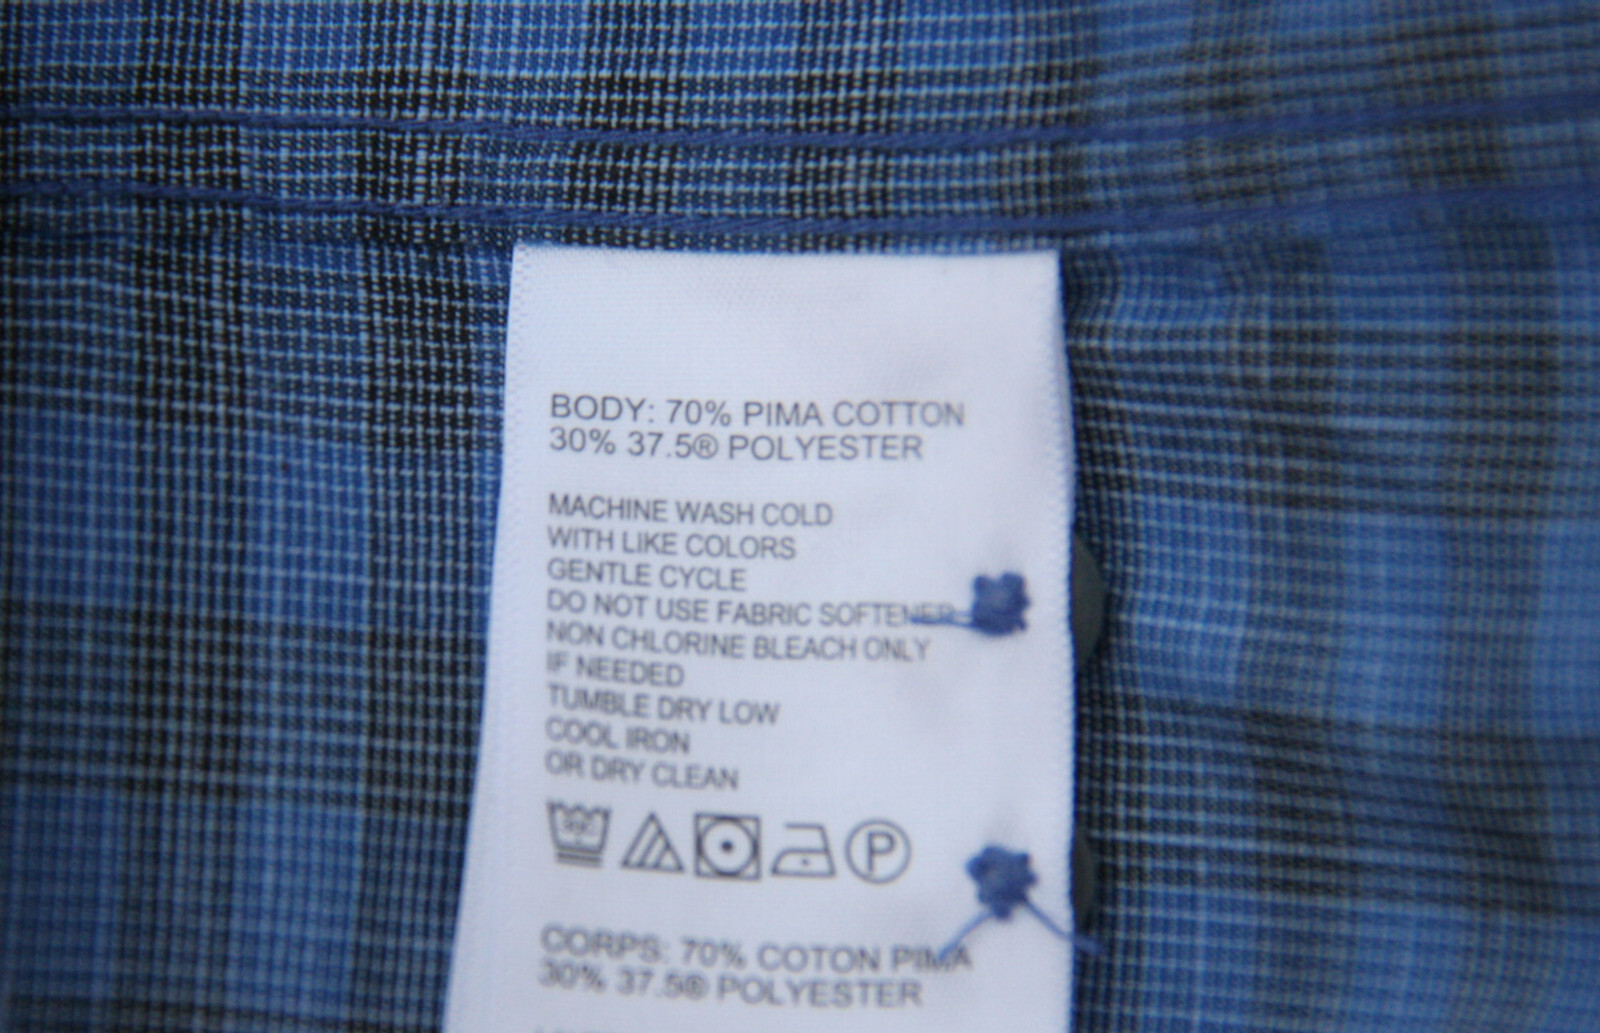 BODY: 70% PIMA COTTON
30% 37.5® POLYESTER
MACHINE WASH COLD
WITH LIKE COLORS
GENTLE CYCLE
DO NOT USE FABRIC SOFTENER
NON CHLORINE BLEACH ONLY
IF NEEDED
TUMBLE DRY LOW
COOL IRON
OR DRY CLEAN
P
CORPS: 70% COTON PIMA
30% 37.5® POLYESTER